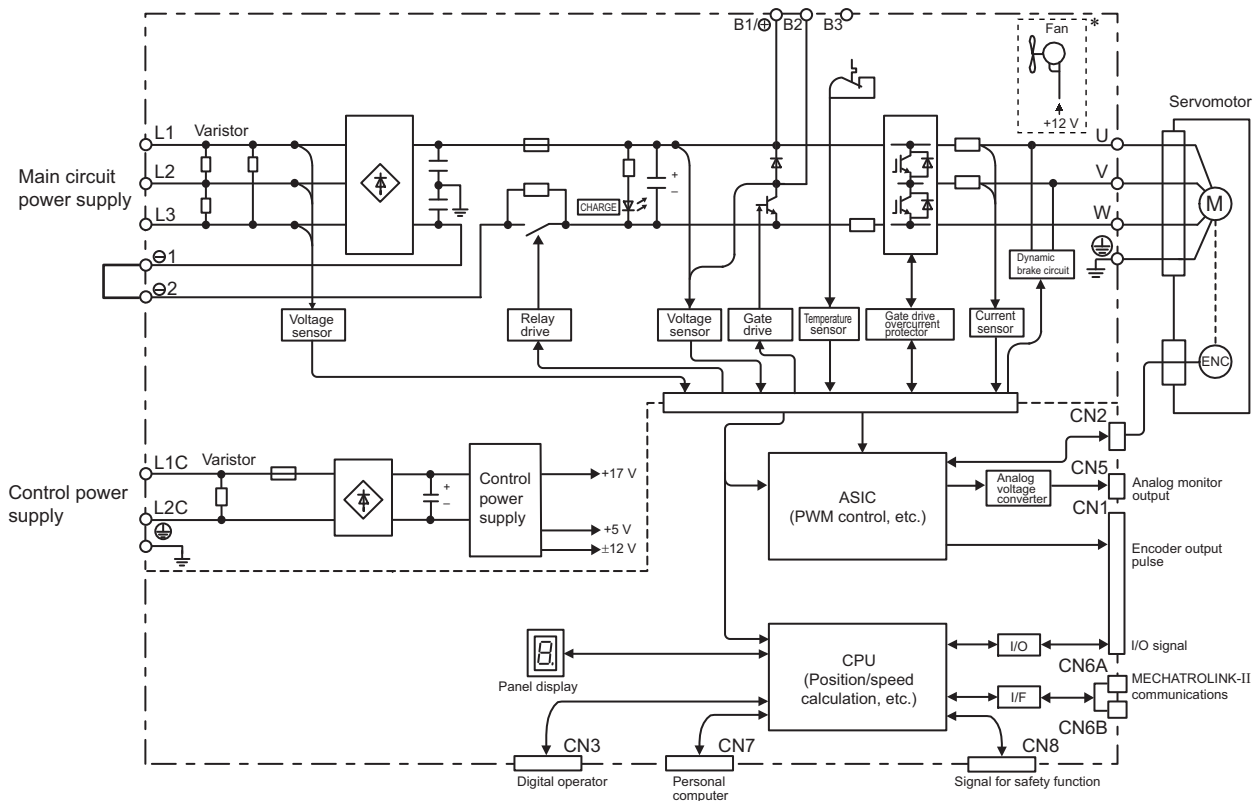 B1/⊕ B2 B3
Fan
*
+12 V
Servomotor
Main circuit
power supply
L1
Varistor
L2
L3
⊖1
⊖2
CHARGE
+
–
U
V
W
M
Dynamic
brake circuit
Voltage
sensor
Relay
drive
Voltage
sensor
Gate
drive
Temperature
sensor
Gate drive
overcurrent
protector
Current
sensor
ENC
Control power
supply
L1C
Varistor
L2C
+
–
Control
power
supply
+17 V
+5 V
±12 V
ASIC
(PWM control, etc.)
Analog
voltage
converter
CN2
CN5
Analog monitor
output
CN1
Encoder output
pulse
8.
Panel display
CPU
(Position/speed
calculation, etc.)
I/O
I/O signal
I/F
CN6A
MECHATROLINK-II
communications
CN6B
CN3
Digital operator
CN7
Personal
computer
CN8
Signal for safety function